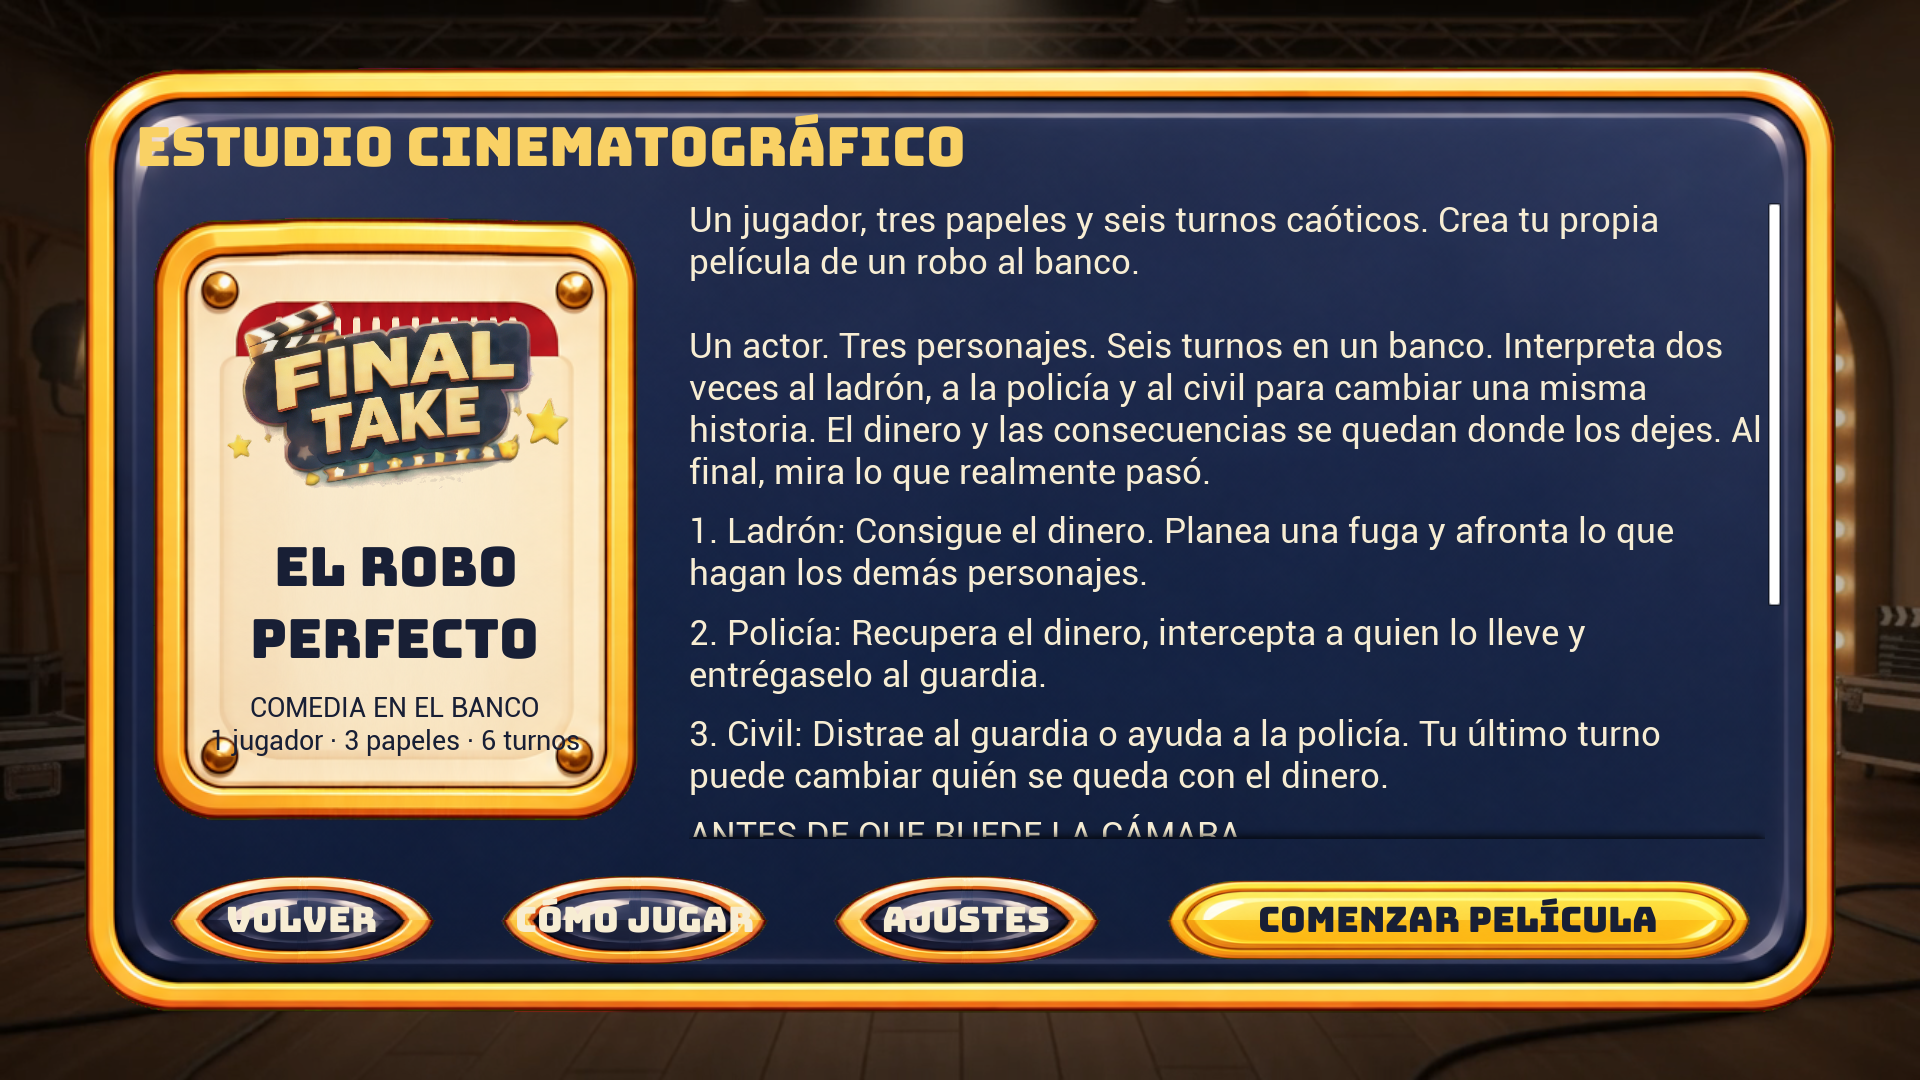 ESTUDIO CINEMATOGRÁFICO
FINAL
TAKE
EL ROBO
PERFECTO
COMEDIA EN EL BANCO
1 jugador · 3 papeles · 6 turnos
Un jugador, tres papeles y seis turnos caóticos. Crea tu propia
película de un robo al banco.
Un actor. Tres personajes. Seis turnos en un banco. Interpreta dos
veces al ladrón, a la policía y al civil para cambiar una misma
historia. El dinero y las consecuencias se quedan donde los dejes. Al
final, mira lo que realmente pasó.
1. Ladrón: Consigue el dinero. Planea una fuga y afronta lo que
hagan los demás personajes.
2. Policía: Recupera el dinero, intercepta a quien lo lleve y
entrégaselo al guardia.
3. Civil: Distrae al guardia o ayuda a la policía. Tu último turno
puede cambiar quién se queda con el dinero.
ANTES DE QUE RUEDE LA CÁMARA
VOLVER
CÓMO JUGAR
AJUSTES
COMENZAR PELÍCULA